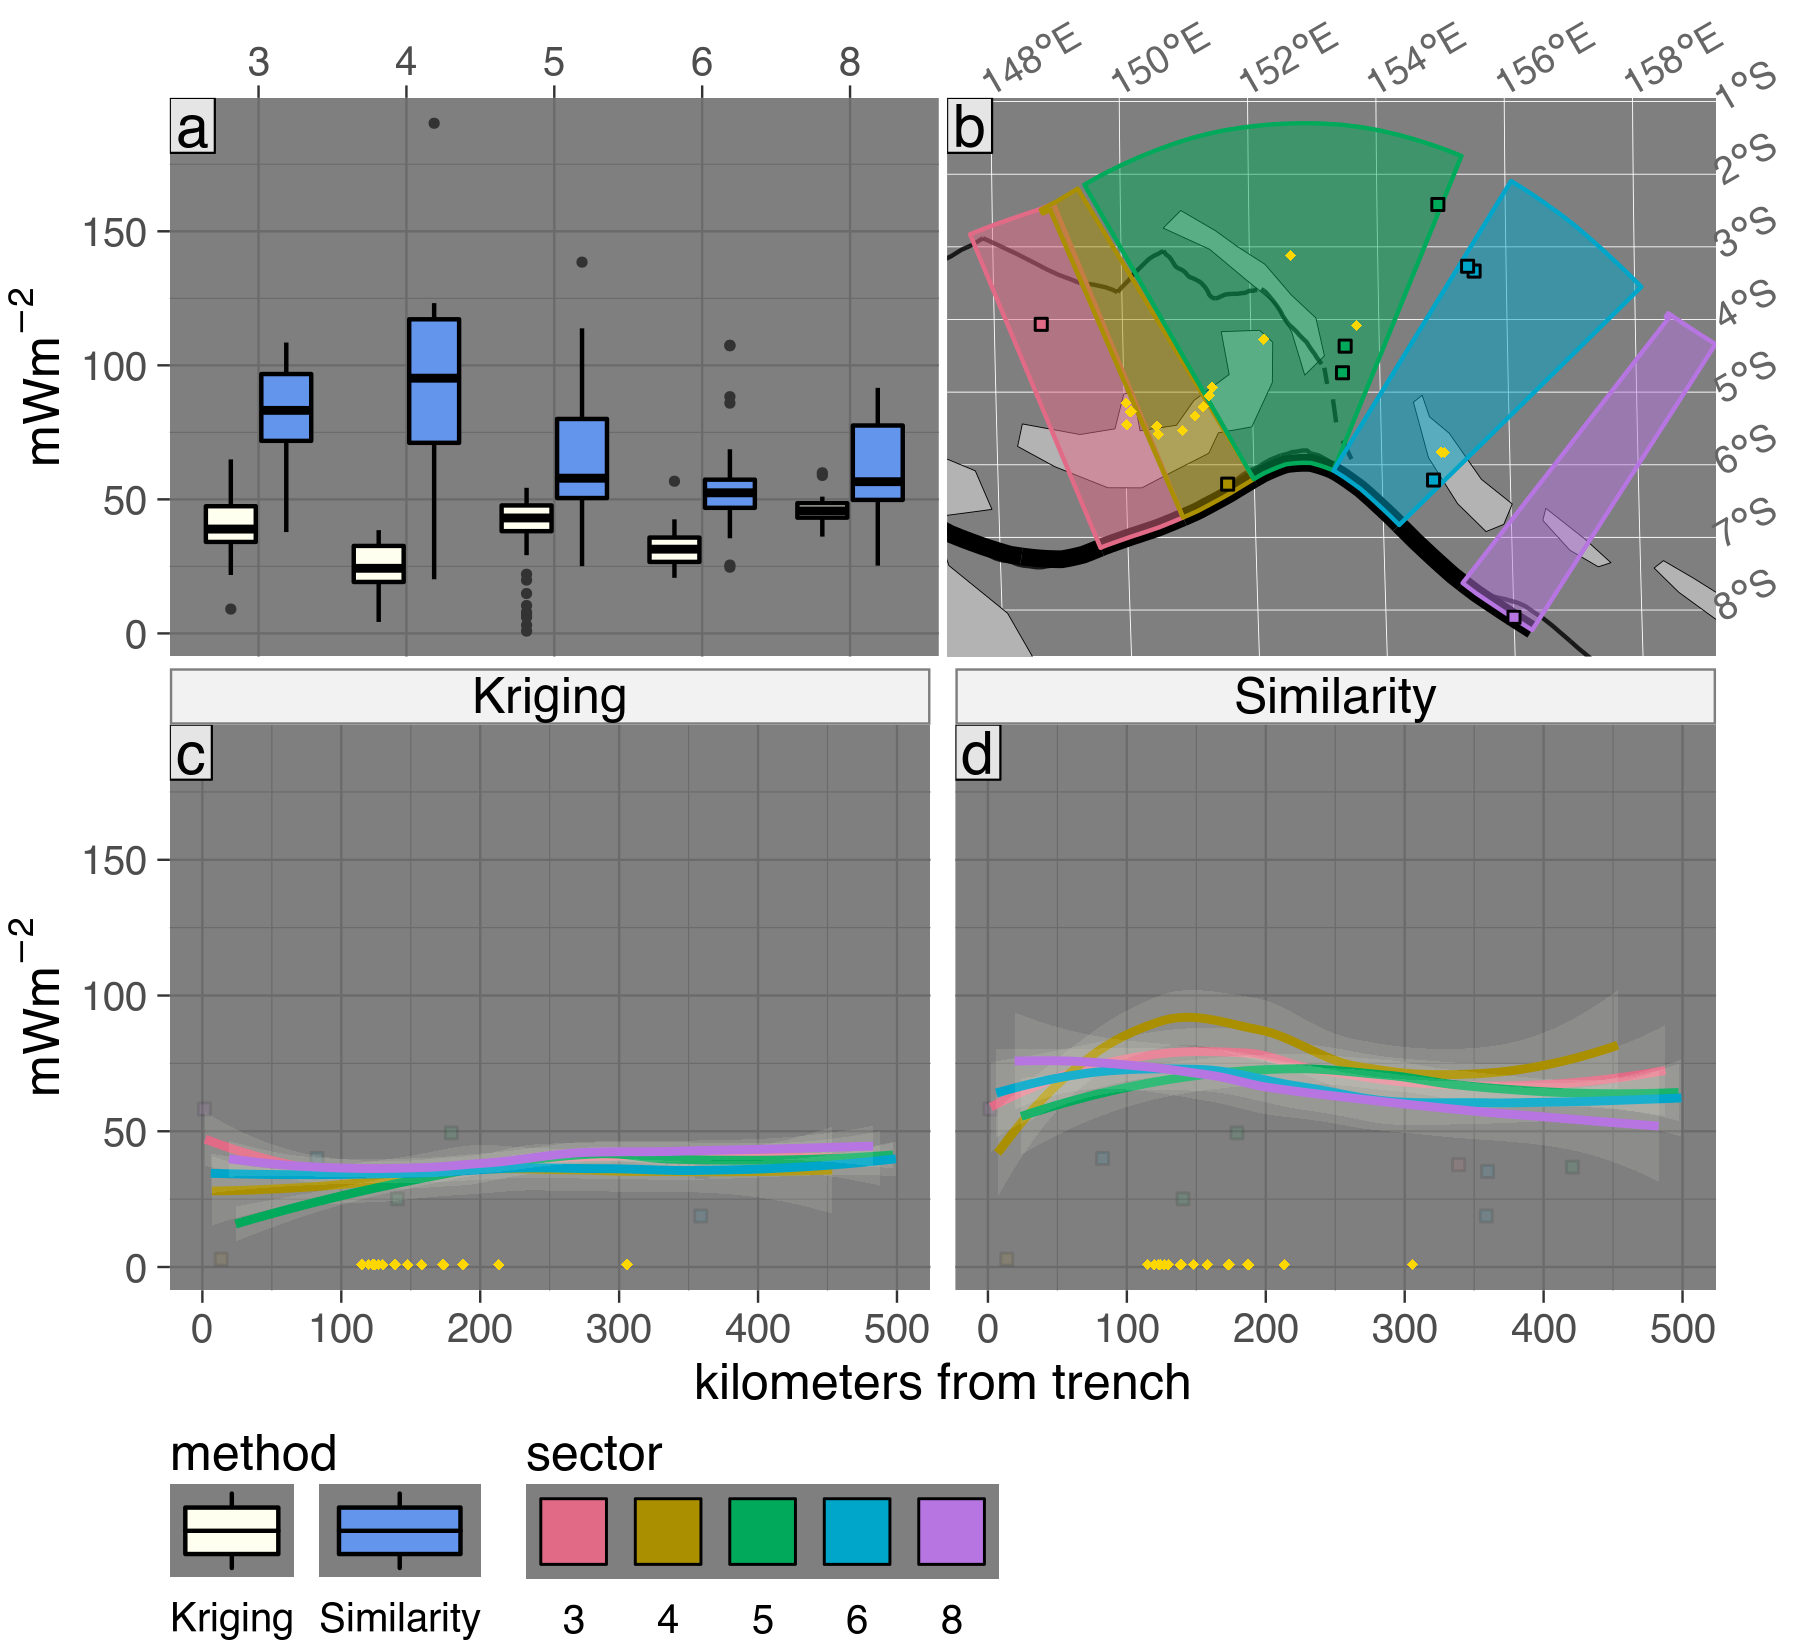 3 4 5 6 8
148°E 150°E 152°E 154°E 156°E 158°E
a
b
mWm−2
150
100
50
0
1°S
2°S
3°S
4°S
5°S
6°S
7°S
8°S
Kriging
Similarity
c
d
mWm−2
150
100
50
0
0 100 200 300 400 500
0 100 200 300 400 500
kilometers from trench
method
sector
Kriging Similarity
3 4 5 6 8